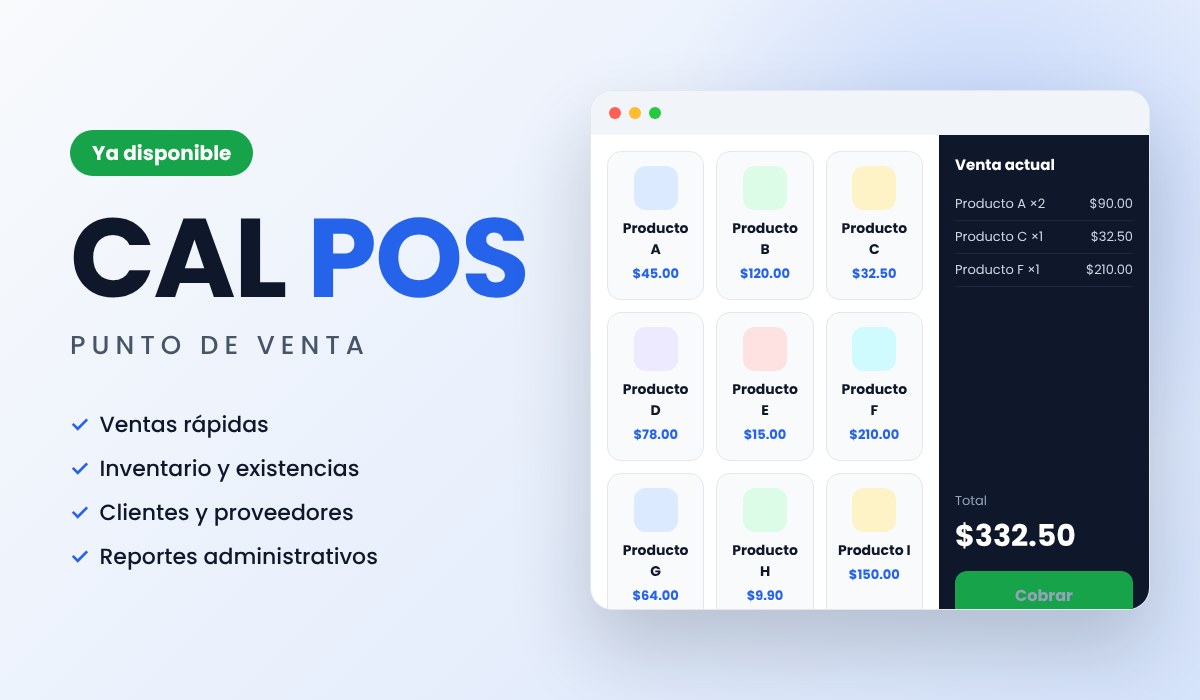 Ya disponible
CAL POS
PUNTO DE VENTA
Ventas rápidas
Inventario y existencias
Clientes y proveedores
Reportes administrativos
Producto
A
$45.00
Producto
B
$120.00
Producto
C
$32.50
Producto
D
$78.00
Producto
E
$15.00
Producto
F
$210.00
Producto
G
$64.00
Producto
H
$9.90
Producto I
$150.00
Venta actual
Producto A ×2 $90.00
Producto C ×1 $32.50
Producto F ×1 $210.00
Total
$332.50
Cobrar